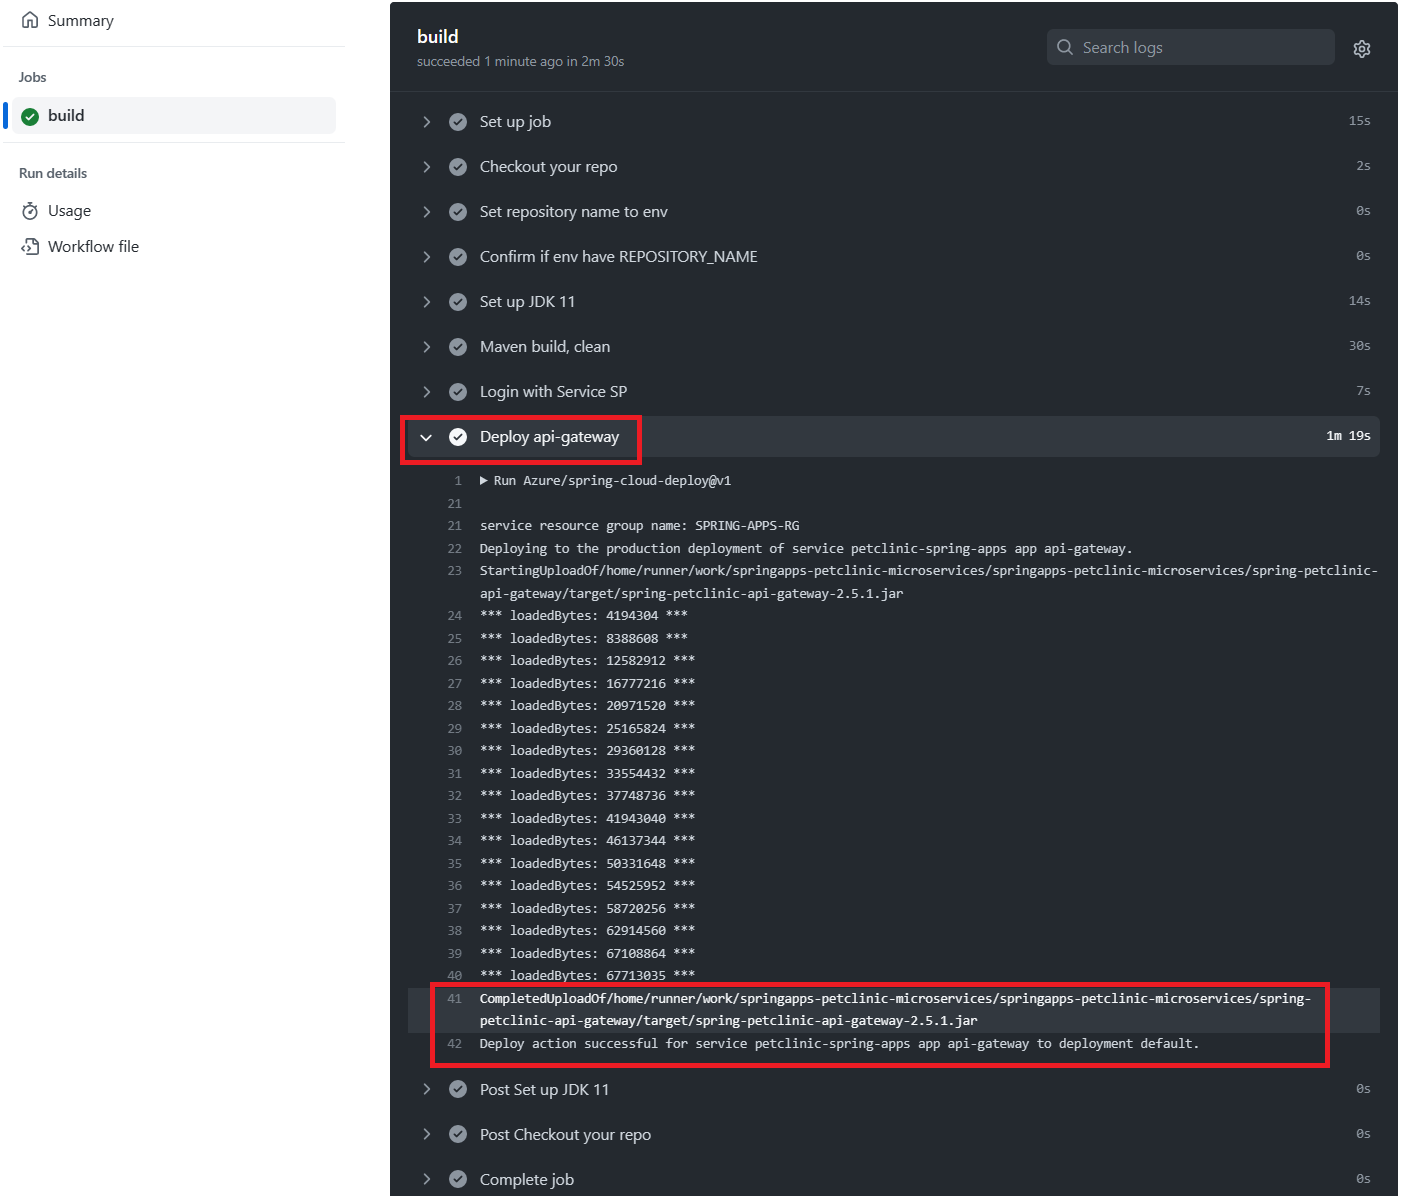 Summary
Jobs
build
Run details
Usage
Workflow file
build
succeeded 1 minute ago in 2m 30s
Search logs
Set up job 15s
Checkout your repo 2s
Set repository name to env 0s
Confirm if env have REPOSITORY_NAME 0s
Set up JDK 11 14s
Maven build, clean 30s
Login with Service SP 7s
Deploy api-gateway 1m 19s
1 Run Azure/spring-cloud-deploy@v1
21
21 service resource group name: SPRING-APPS-RG
22 Deploying to the production deployment of service petclinic-spring-apps app api-gateway.
23 StartingUploadOf/home/runner/work/springapps-petclinic-microservices/springapps-petclinic-microservices/spring-petclinic-
api-gateway/target/spring-petclinic-api-gateway-2.5.1.jar
24 *** loadedBytes: 4194304 ***
25 *** loadedBytes: 8388608 ***
26 *** loadedBytes: 12582912 ***
27 *** loadedBytes: 16777216 ***
28 *** loadedBytes: 20971520 ***
29 *** loadedBytes: 25165824 ***
30 *** loadedBytes: 29360128 ***
31 *** loadedBytes: 33554432 ***
32 *** loadedBytes: 37748736 ***
33 *** loadedBytes: 41943040 ***
34 *** loadedBytes: 46137344 ***
35 *** loadedBytes: 50331648 ***
36 *** loadedBytes: 54525952 ***
37 *** loadedBytes: 58720256 ***
38 *** loadedBytes: 62914560 ***
39 *** loadedBytes: 67108864 ***
40 *** loadedBytes: 67713035 ***
41 CompletedUploadOf/home/runner/work/springapps-petclinic-microservices/springapps-petclinic-microservices/spring-
petclinic-api-gateway/target/spring-petclinic-api-gateway-2.5.1.jar
42 Deploy action successful for service petclinic-spring-apps app api-gateway to deployment default.
Post Set up JDK 11 0s
Post Checkout your repo 0s
Complete job 0s